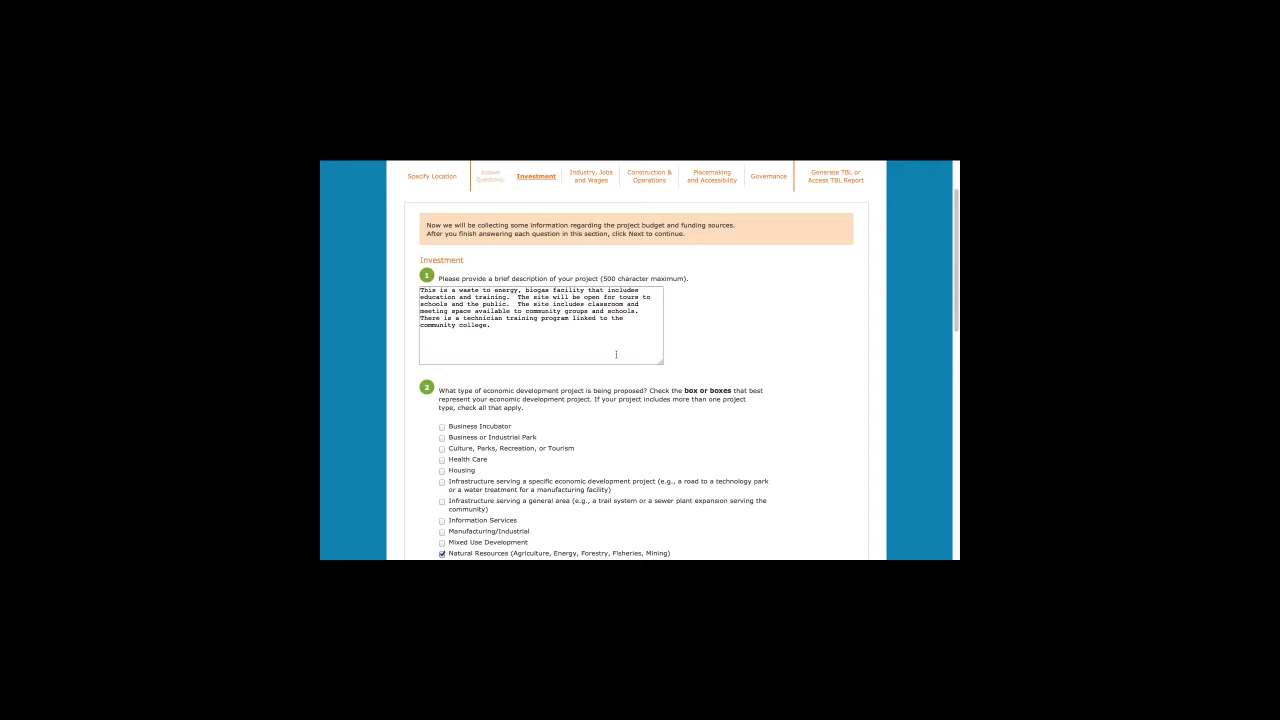 Specify Location
Answer
Questions:
Investment
Industry, Jobs
and Wages
Construction &
Operations
Placemaking
and Accessibility
Governance
Generate TBL or
Access TBL Report
Now we will be collecting some information regarding the project budget and funding sources.
After you finish answering each question in this section, click Next to continue.
Investment
1 Please provide a brief description of your project (500 character maximum).
This is a waste to energy, biogas facility that includes
education and training.  The site will be open for tours to
schools and the public.  The site includes classroom and
meeting space available to community groups and schools.
There is a technician training program linked to the
community college.
2 What type of economic development project is being proposed? Check the box or boxes that best
represent your economic development project. If your project includes more than one project
type, check all that apply.
Business Incubator
Business or Industrial Park
Culture, Parks, Recreation, or Tourism
Health Care
Housing
Infrastructure serving a specific economic development project (e.g., a road to a technology park
or a water treatment for a manufacturing facility)
Infrastructure serving a general area (e.g., a trail system or a sewer plant expansion serving the
community)
Information Services
Manufacturing/Industrial
Mixed Use Development
Natural Resources (Agriculture, Energy, Forestry, Fisheries, Mining)